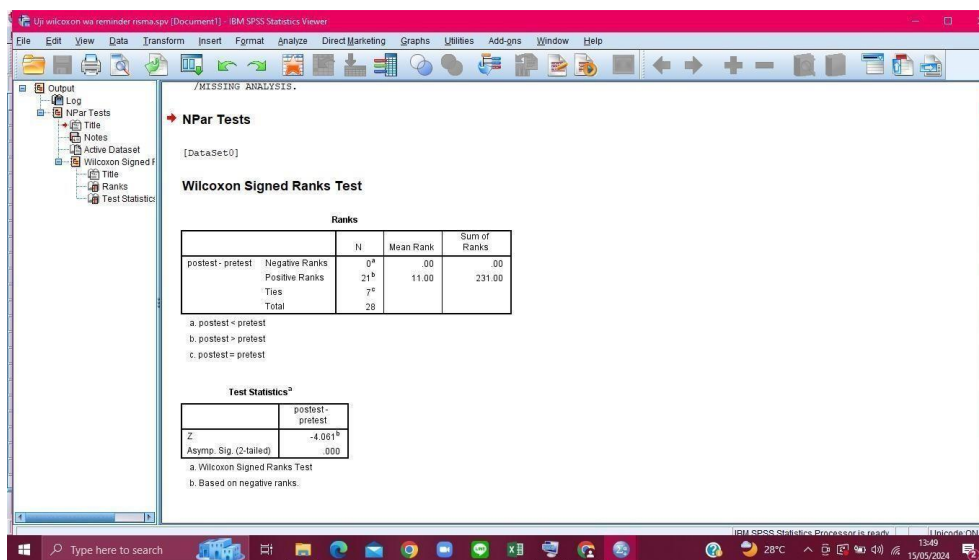 Uji wilcoxon wa reminder risma.spv [Document1] - IBM SPSS Statistics Viewer
File Edit View Data Transform Insert Format Analyze Direct Marketing Graphs Utilities Add-ons Window Help
Output
Log
NPar Tests
Title
Notes
Active Dataset
Wilcoxon Signed
Title
Ranks
Test Statistics
/MISSING ANALYSIS.
NPar Tests
[DataSet0]
Wilcoxon Signed Ranks Test
Ranks
N Mean Rank Sum of Ranks
postest - pretest Negative Ranks 0a .00 .00
Positive Ranks 21b 11.00 231.00
Ties 7c
Total 28
a. postest < pretest
b. postest > pretest
c. postest = pretest
Test Statisticsa
postest - pretest
Z -4.061b
Asymp. Sig. (2-tailed) .000
a. Wilcoxon Signed Ranks Test
b. Based on negative ranks.
IBM SPSS Statistics Processor is ready Unicode:ON
Type here to search
28°C
13:49
15/05/2024